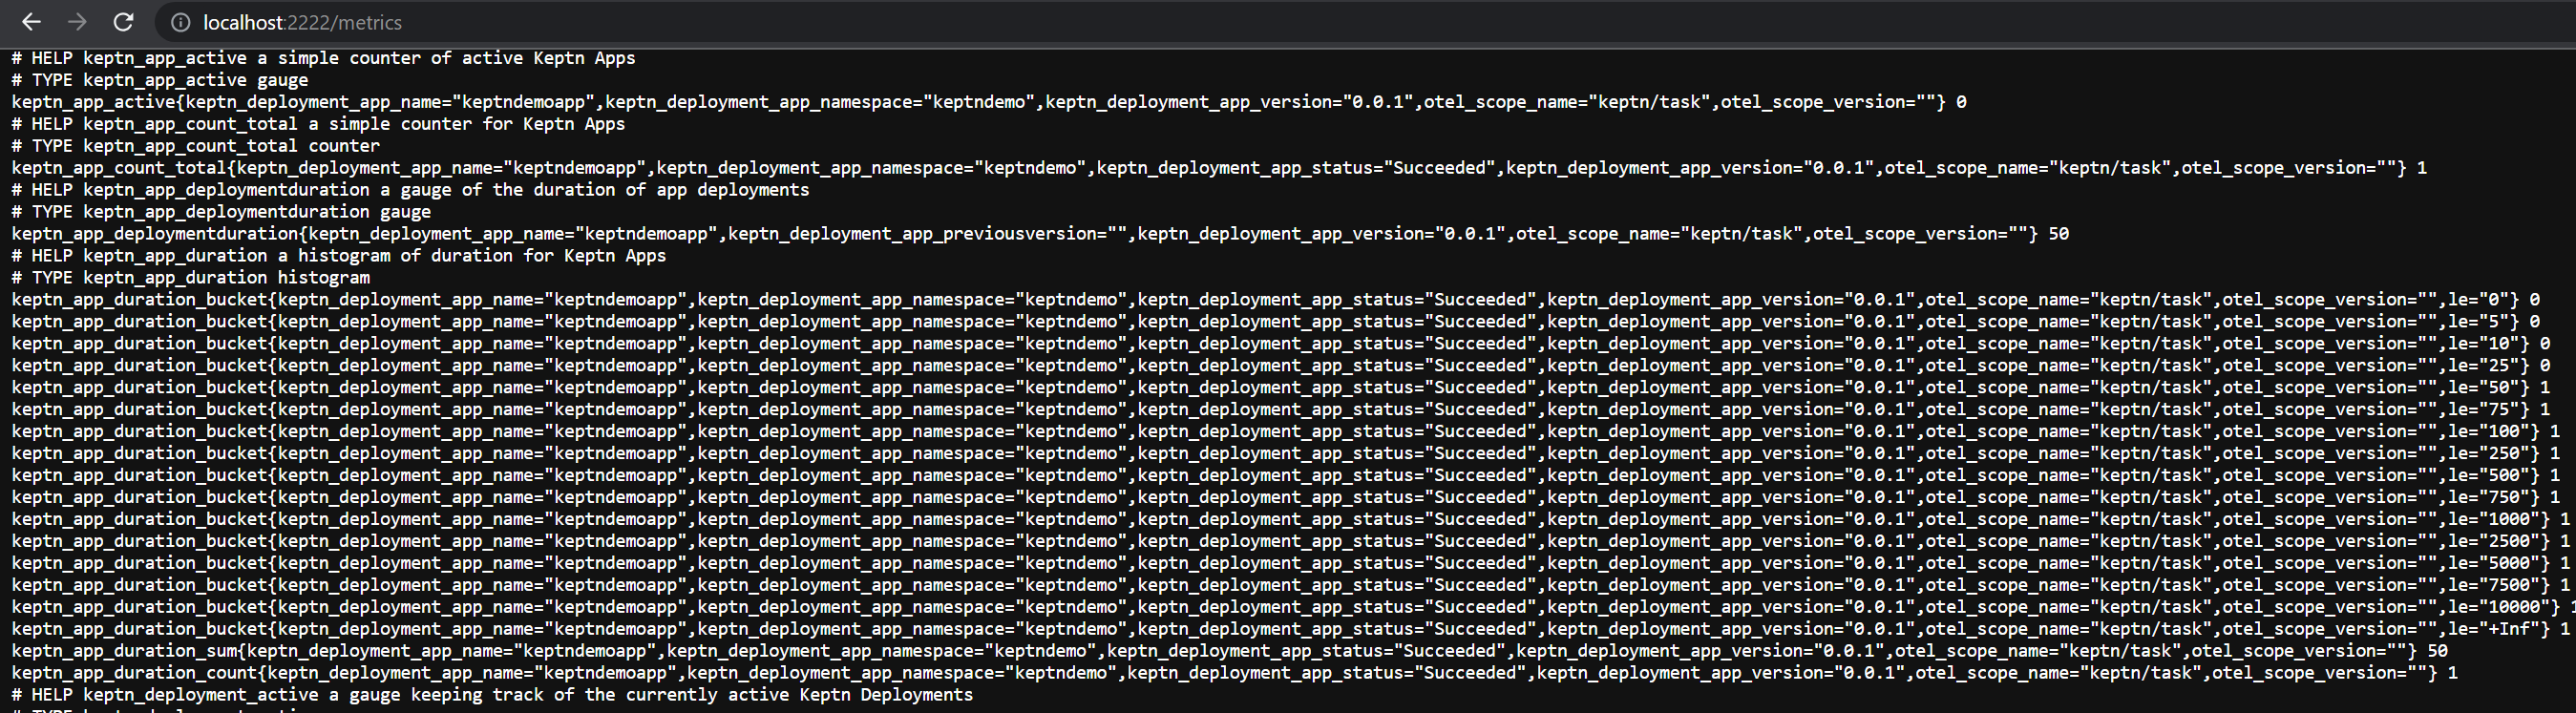 localhost:2222/metrics
# HELP keptn_app_active a simple counter of active Keptn Apps
# TYPE keptn_app_active gauge
keptn_app_active{keptn_deployment_app_name="keptndemoapp",keptn_deployment_app_namespace="keptndemo",keptn_deployment_app_version="0.0.1",otel_scope_name="keptn/task",otel_scope_version=""} 0
# HELP keptn_app_count_total a simple counter for Keptn Apps
# TYPE keptn_app_count_total counter
keptn_app_count_total{keptn_deployment_app_name="keptndemoapp",keptn_deployment_app_namespace="keptndemo",keptn_deployment_app_status="Succeeded",keptn_deployment_app_version="0.0.1",otel_scope_name="keptn/task",otel_scope_version=""} 1
# HELP keptn_app_deploymentduration a gauge of the duration of app deployments
# TYPE keptn_app_deploymentduration gauge
keptn_app_deploymentduration{keptn_deployment_app_name="keptndemoapp",keptn_deployment_app_previousversion="",keptn_deployment_app_version="0.0.1",otel_scope_name="keptn/task",otel_scope_version=""} 50
# HELP keptn_app_duration a histogram of duration for Keptn Apps
# TYPE keptn_app_duration histogram
keptn_app_duration_bucket{keptn_deployment_app_name="keptndemoapp",keptn_deployment_app_namespace="keptndemo",keptn_deployment_app_status="Succeeded",keptn_deployment_app_version="0.0.1",otel_scope_name="keptn/task",otel_scope_version="",le="0"} 0
keptn_app_duration_bucket{keptn_deployment_app_name="keptndemoapp",keptn_deployment_app_namespace="keptndemo",keptn_deployment_app_status="Succeeded",keptn_deployment_app_version="0.0.1",otel_scope_name="keptn/task",otel_scope_version="",le="5"} 0
keptn_app_duration_bucket{keptn_deployment_app_name="keptndemoapp",keptn_deployment_app_namespace="keptndemo",keptn_deployment_app_status="Succeeded",keptn_deployment_app_version="0.0.1",otel_scope_name="keptn/task",otel_scope_version="",le="10"} 0
keptn_app_duration_bucket{keptn_deployment_app_name="keptndemoapp",keptn_deployment_app_namespace="keptndemo",keptn_deployment_app_status="Succeeded",keptn_deployment_app_version="0.0.1",otel_scope_name="keptn/task",otel_scope_version="",le="25"} 0
keptn_app_duration_bucket{keptn_deployment_app_name="keptndemoapp",keptn_deployment_app_namespace="keptndemo",keptn_deployment_app_status="Succeeded",keptn_deployment_app_version="0.0.1",otel_scope_name="keptn/task",otel_scope_version="",le="50"} 1
keptn_app_duration_bucket{keptn_deployment_app_name="keptndemoapp",keptn_deployment_app_namespace="keptndemo",keptn_deployment_app_status="Succeeded",keptn_deployment_app_version="0.0.1",otel_scope_name="keptn/task",otel_scope_version="",le="75"} 1
keptn_app_duration_bucket{keptn_deployment_app_name="keptndemoapp",keptn_deployment_app_namespace="keptndemo",keptn_deployment_app_status="Succeeded",keptn_deployment_app_version="0.0.1",otel_scope_name="keptn/task",otel_scope_version="",le="100"} 1
keptn_app_duration_bucket{keptn_deployment_app_name="keptndemoapp",keptn_deployment_app_namespace="keptndemo",keptn_deployment_app_status="Succeeded",keptn_deployment_app_version="0.0.1",otel_scope_name="keptn/task",otel_scope_version="",le="250"} 1
keptn_app_duration_bucket{keptn_deployment_app_name="keptndemoapp",keptn_deployment_app_namespace="keptndemo",keptn_deployment_app_status="Succeeded",keptn_deployment_app_version="0.0.1",otel_scope_name="keptn/task",otel_scope_version="",le="500"} 1
keptn_app_duration_bucket{keptn_deployment_app_name="keptndemoapp",keptn_deployment_app_namespace="keptndemo",keptn_deployment_app_status="Succeeded",keptn_deployment_app_version="0.0.1",otel_scope_name="keptn/task",otel_scope_version="",le="750"} 1
keptn_app_duration_bucket{keptn_deployment_app_name="keptndemoapp",keptn_deployment_app_namespace="keptndemo",keptn_deployment_app_status="Succeeded",keptn_deployment_app_version="0.0.1",otel_scope_name="keptn/task",otel_scope_version="",le="1000"} 1
keptn_app_duration_bucket{keptn_deployment_app_name="keptndemoapp",keptn_deployment_app_namespace="keptndemo",keptn_deployment_app_status="Succeeded",keptn_deployment_app_version="0.0.1",otel_scope_name="keptn/task",otel_scope_version="",le="2500"} 1
keptn_app_duration_bucket{keptn_deployment_app_name="keptndemoapp",keptn_deployment_app_namespace="keptndemo",keptn_deployment_app_status="Succeeded",keptn_deployment_app_version="0.0.1",otel_scope_name="keptn/task",otel_scope_version="",le="5000"} 1
keptn_app_duration_bucket{keptn_deployment_app_name="keptndemoapp",keptn_deployment_app_namespace="keptndemo",keptn_deployment_app_status="Succeeded",keptn_deployment_app_version="0.0.1",otel_scope_name="keptn/task",otel_scope_version="",le="7500"} 1
keptn_app_duration_bucket{keptn_deployment_app_name="keptndemoapp",keptn_deployment_app_namespace="keptndemo",keptn_deployment_app_status="Succeeded",keptn_deployment_app_version="0.0.1",otel_scope_name="keptn/task",otel_scope_version="",le="10000"} 1
keptn_app_duration_bucket{keptn_deployment_app_name="keptndemoapp",keptn_deployment_app_namespace="keptndemo",keptn_deployment_app_status="Succeeded",keptn_deployment_app_version="0.0.1",otel_scope_name="keptn/task",otel_scope_version="",le="+Inf"} 1
keptn_app_duration_sum{keptn_deployment_app_name="keptndemoapp",keptn_deployment_app_namespace="keptndemo",keptn_deployment_app_status="Succeeded",keptn_deployment_app_version="0.0.1",otel_scope_name="keptn/task",otel_scope_version=""} 50
keptn_app_duration_count{keptn_deployment_app_name="keptndemoapp",keptn_deployment_app_namespace="keptndemo",keptn_deployment_app_status="Succeeded",keptn_deployment_app_version="0.0.1",otel_scope_name="keptn/task",otel_scope_version=""} 1
# HELP keptn_deployment_active a gauge keeping track of the currently active Keptn Deployments